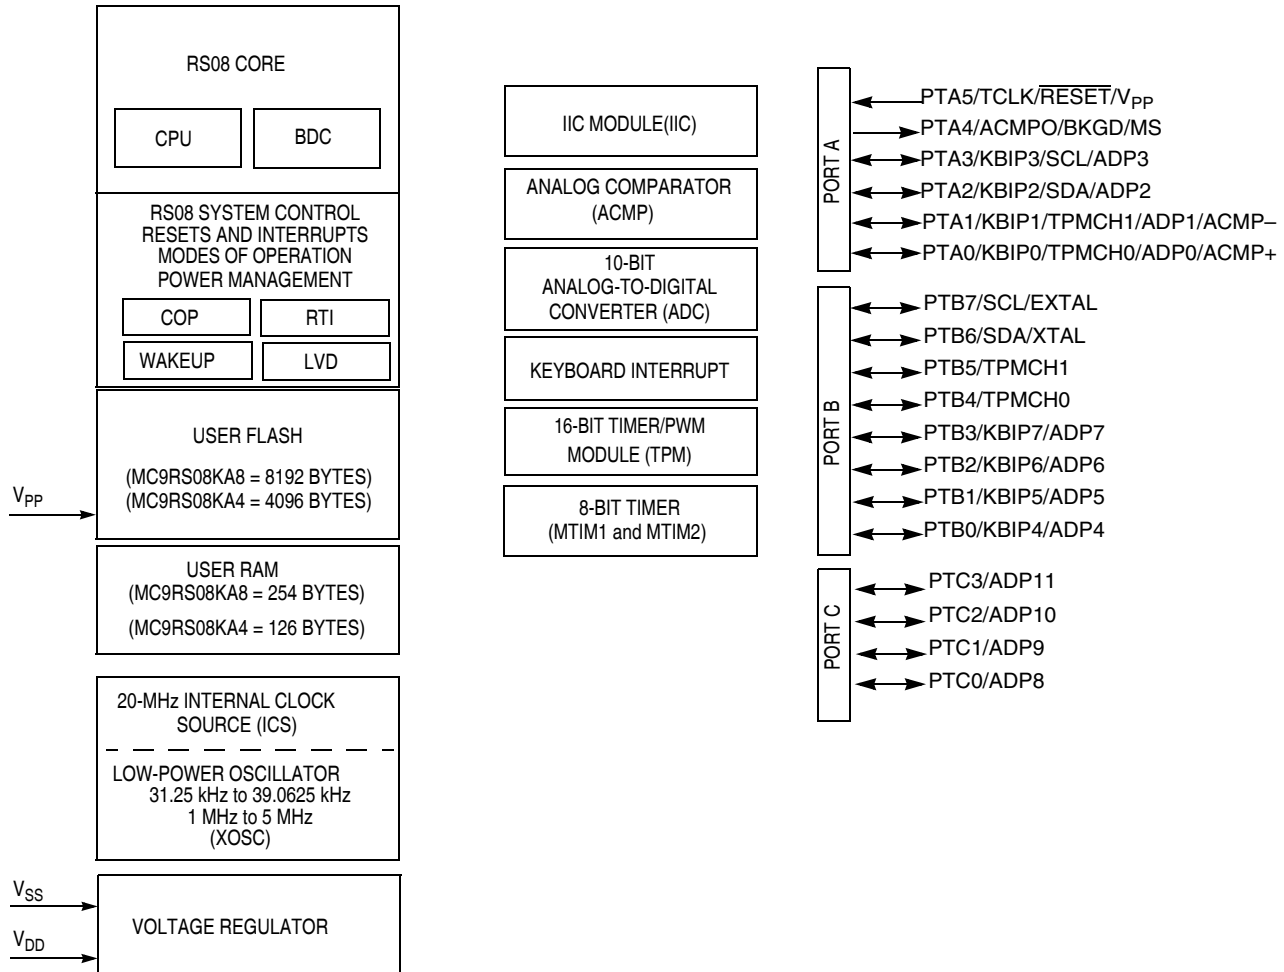 RS08 CORE
CPU
BDC
RS08 SYSTEM CONTROL
RESETS AND INTERRUPTS
MODES OF OPERATION
POWER MANAGEMENT
COP
RTI
WAKEUP
LVD
USER FLASH
(MC9RS08KA8 = 8192 BYTES)
(MC9RS08KA4 = 4096 BYTES)
VPP
USER RAM
(MC9RS08KA8 = 254 BYTES)
(MC9RS08KA4 = 126 BYTES)
20-MHz INTERNAL CLOCK
SOURCE (ICS)
LOW-POWER OSCILLATOR
31.25 kHz to 39.0625 kHz
1 MHz to 5 MHz
(XOSC)
VSS
VDD
VOLTAGE REGULATOR
IIC MODULE(IIC)
ANALOG COMPARATOR
(ACMP)
10-BIT
ANALOG-TO-DIGITAL
CONVERTER (ADC)
KEYBOARD INTERRUPT
16-BIT TIMER/PWM
MODULE (TPM)
8-BIT TIMER
(MTIM1 and MTIM2)
PORT A
PTA5/TCLK/RESET/VPP
PTA4/ACMPO/BKGD/MS
PTA3/KBIP3/SCL/ADP3
PTA2/KBIP2/SDA/ADP2
PTA1/KBIP1/TPMCH1/ADP1/ACMP–
PTA0/KBIP0/TPMCH0/ADP0/ACMP+
PORT B
PTB7/SCL/EXTAL
PTB6/SDA/XTAL
PTB5/TPMCH1
PTB4/TPMCH0
PTB3/KBIP7/ADP7
PTB2/KBIP6/ADP6
PTB1/KBIP5/ADP5
PTB0/KBIP4/ADP4
PORT C
PTC3/ADP11
PTC2/ADP10
PTC1/ADP9
PTC0/ADP8